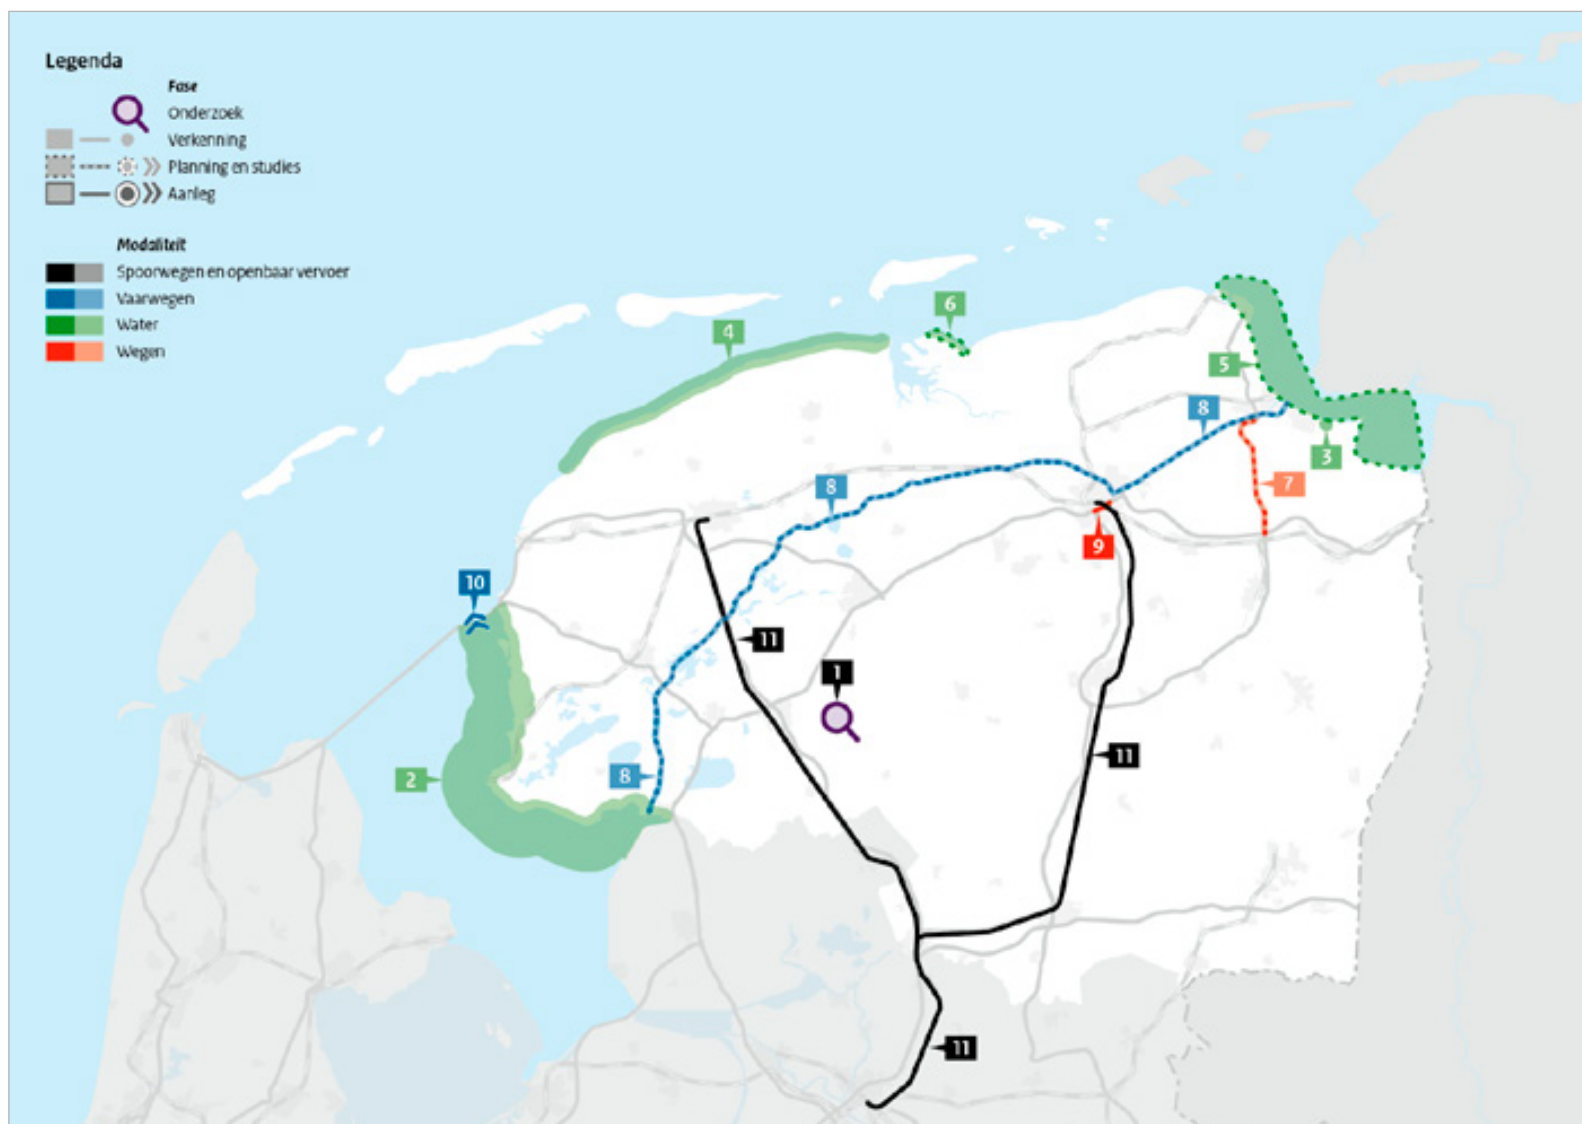 Legenda
Fase
Onderzoek
Verkenning
Planning en studies
Aanleg
Modaliteit
Spoorwegen en openbaar vervoer
Vaarwegen
Water
Wegen
6
4
5
8
3
7
8
9
10
11
1
11
2
8
11